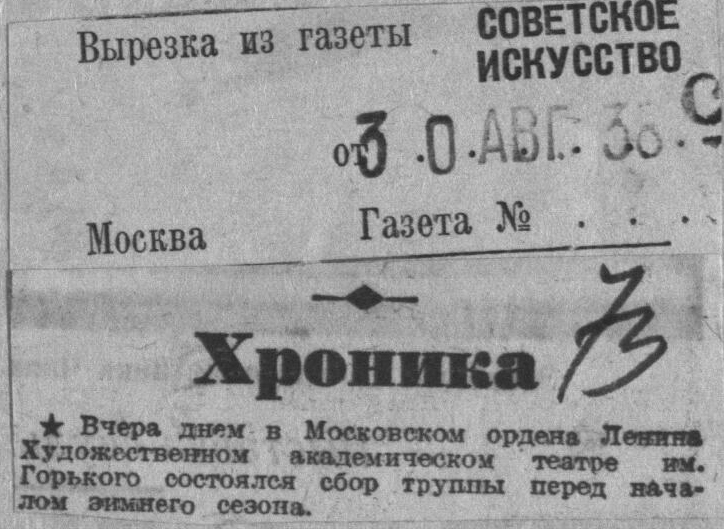 Вырезка из газеты
СОВЕТСКОЕ
ИСКУССТВО
от 30 АВГ. 38
Москва
Газета №
Хроника
★ Вчера днем в Московском ордена Ленина
Художественном академическом театре им.
Горького состоялся сбор труппы перед нача-
лом зимнего сезона.